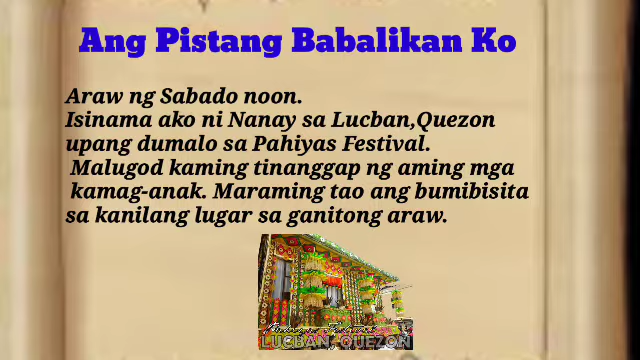 Ang Pistang Babalikan Ko
Araw ng Sabado noon.
Isinama ako ni Nanay sa Lucban,Quezon
upang dumalo sa Pahiyas Festival.
Malugod kaming tinanggap ng aming mga
kamag-anak. Maraming tao ang bumibisita
sa kanilang lugar sa ganitong araw.
LUCBAN, QUEZON